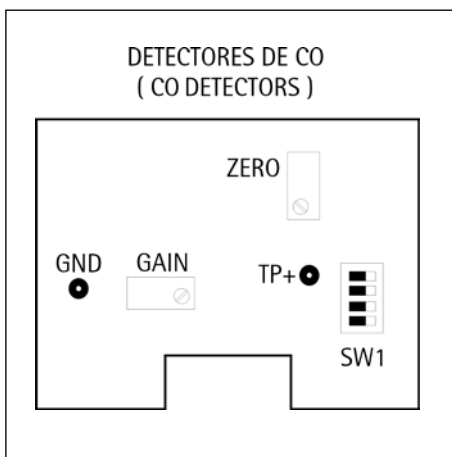 DETECTORES DE CO
( CO DETECTORS )
ZERO
GND
GAIN
TP+
SW1